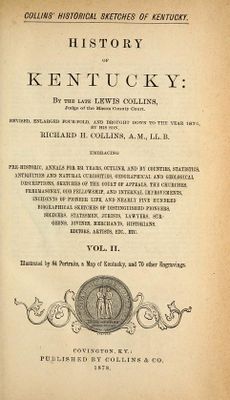 COLLINS' HISTORICAL SKETCHES OF KENTUCKY.
HISTORY
OF
KENTUCKY:
BY THE LATE LEWIS COLLINS,
Judge of the Mason County Court.
REVISED, ENLARGED FOUR-FOLD, AND BROUGHT DOWN TO THE YEAR 1874,
BY HIS SON,
RICHARD H. COLLINS, A.M., LL.B.
EMBRACING
PRE-HISTORIC, ANNALS FOR 331 YEARS, OUTLINE, AND BY COUNTIES, STATISTICS,
ANTIQUITIES AND NATURAL CURIOSITIES, GEOGRAPHICAL AND GEOLOGICAL
DESCRIPTIONS, SKETCHES OF THE COURT OF APPEALS, THE CHURCHES,
FREEMASONRY, ODD FELLOWSHIP, AND INTERNAL IMPROVEMENTS,
INCIDENTS OF PIONEER LIFE, AND NEARLY FIVE HUNDRED
BIOGRAPHICAL SKETCHES OF DISTINGUISHED PIONEERS,
SOLDIERS, STATESMEN, JURISTS, LAWYERS, SUR-
GEONS, DIVINES, MERCHANTS, HISTORIANS,
EDITORS, ARTISTS, ETC., ETC.
VOL. II.
Illustrated by 84 Portraits, a Map of Kentucky, and 70 other Engravings.
COVINGTON, KY.:
PUBLISHED BY COLLINS & CO.
1878.